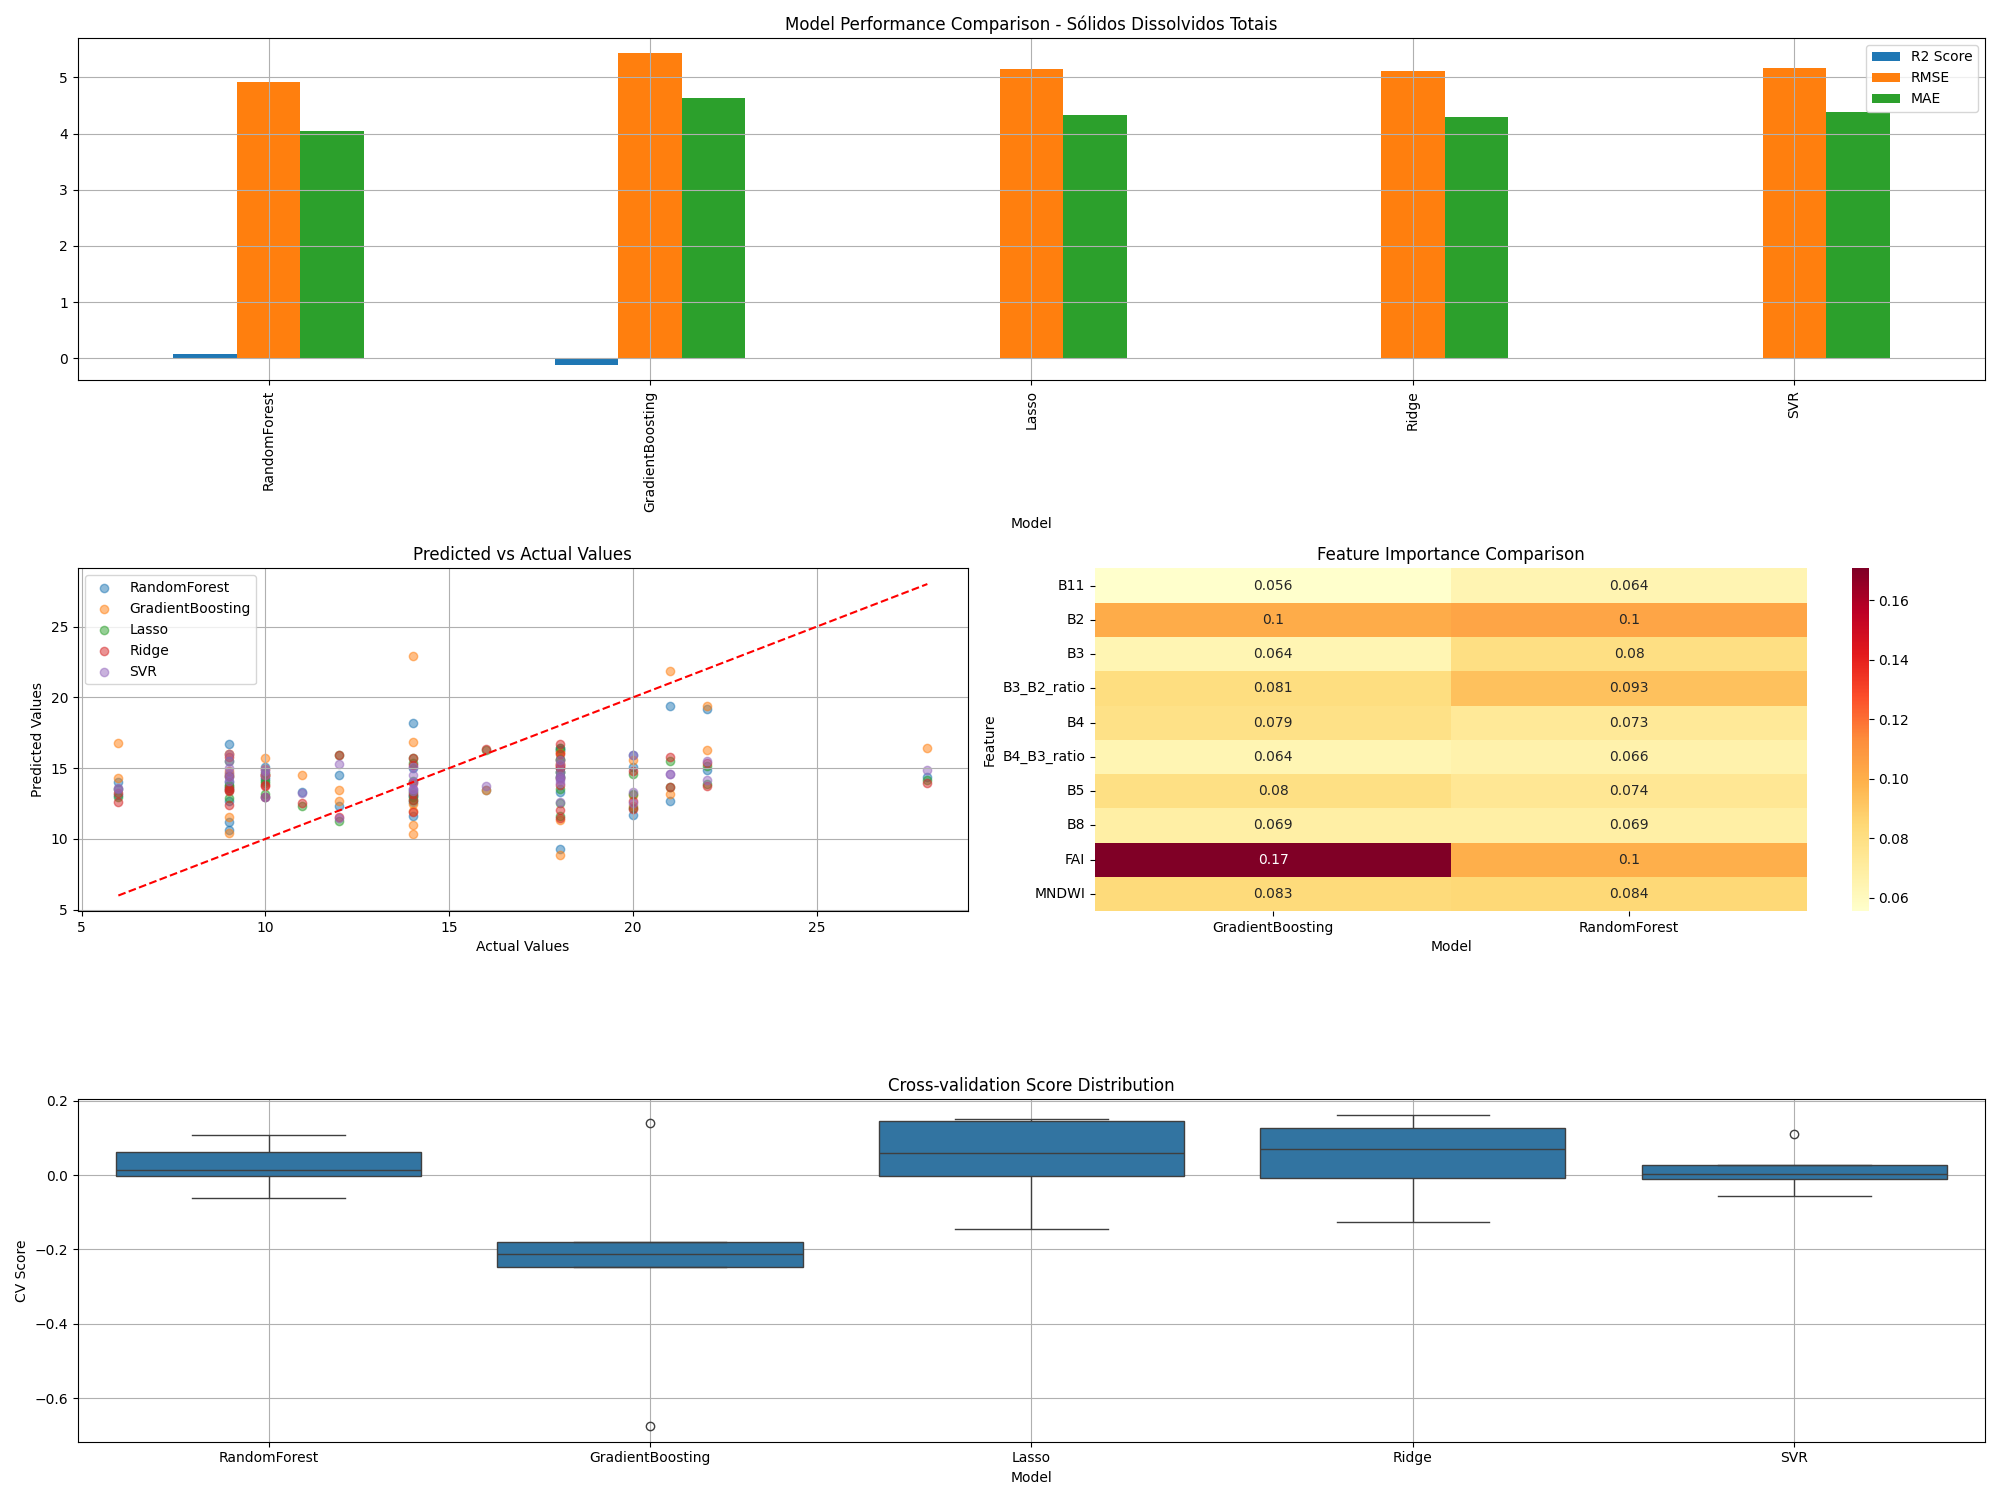 Model Performance Comparison - Sólidos Dissolvidos Totais
R2 Score
RMSE
MAE
5
4
3
2
1
0
RandomForest
GradientBoosting
Lasso
Ridge
SVR
Model
Predicted vs Actual Values
RandomForest
GradientBoosting
Lasso
Ridge
SVR
Predicted Values
25
20
15
10
5
5 10 15 20 25
Actual Values
Feature Importance Comparison
Feature
B11 0.056 0.064
B2 0.1 0.1
B3 0.064 0.08
B3_B2_ratio 0.081 0.093
B4 0.079 0.073
B4_B3_ratio 0.064 0.066
B5 0.08 0.074
B8 0.069 0.069
FAI 0.17 0.1
MNDWI 0.083 0.084
GradientBoosting RandomForest
Model
0.16
0.14
0.12
0.10
0.08
0.06
Cross-validation Score Distribution
CV Score
0.2
0.0
−0.2
−0.4
−0.6
RandomForest GradientBoosting Lasso Ridge SVR
Model